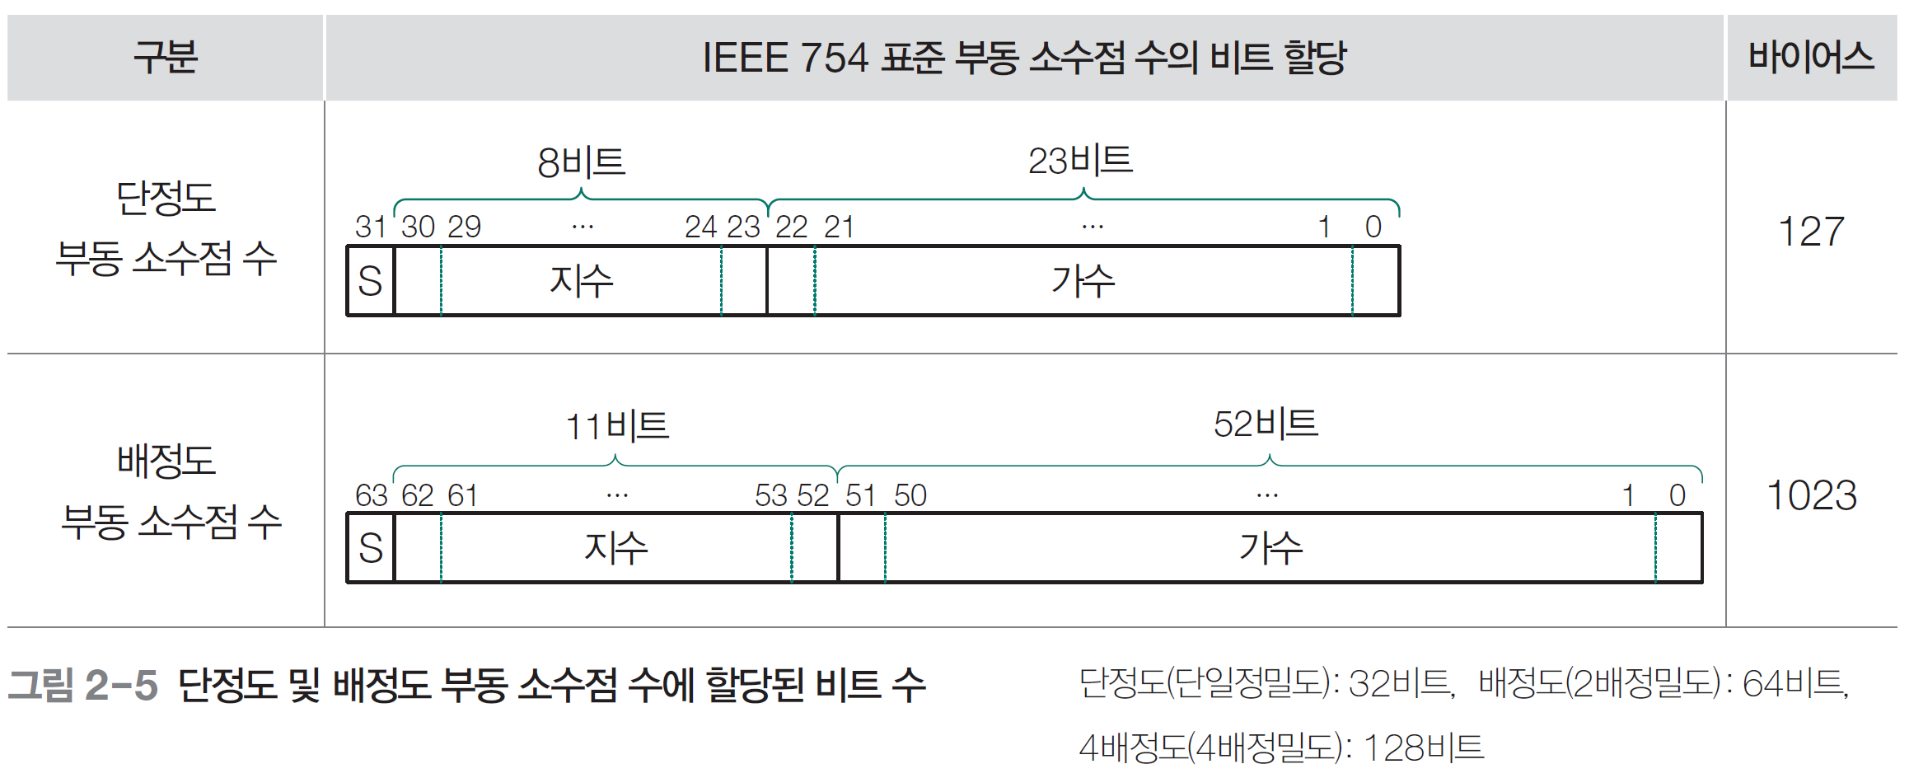 구분
IEEE 754 표준 부동 소수점 수의 비트 할당
바이어스
단정도
부동 소수점 수
8비트
23비트
31 30 29 ... 24 23 22 21 ... 1 0
S 지수 가수
127
배정도
부동 소수점 수
11비트
52비트
63 62 61 ... 53 52 51 50 ... 1 0
S 지수 가수
1023
그림 2-5 단정도 및 배정도 부동 소수점 수에 할당된 비트 수
단정도(단일정밀도): 32비트, 배정도(2배정밀도): 64비트,
4배정도(4배정밀도): 128비트